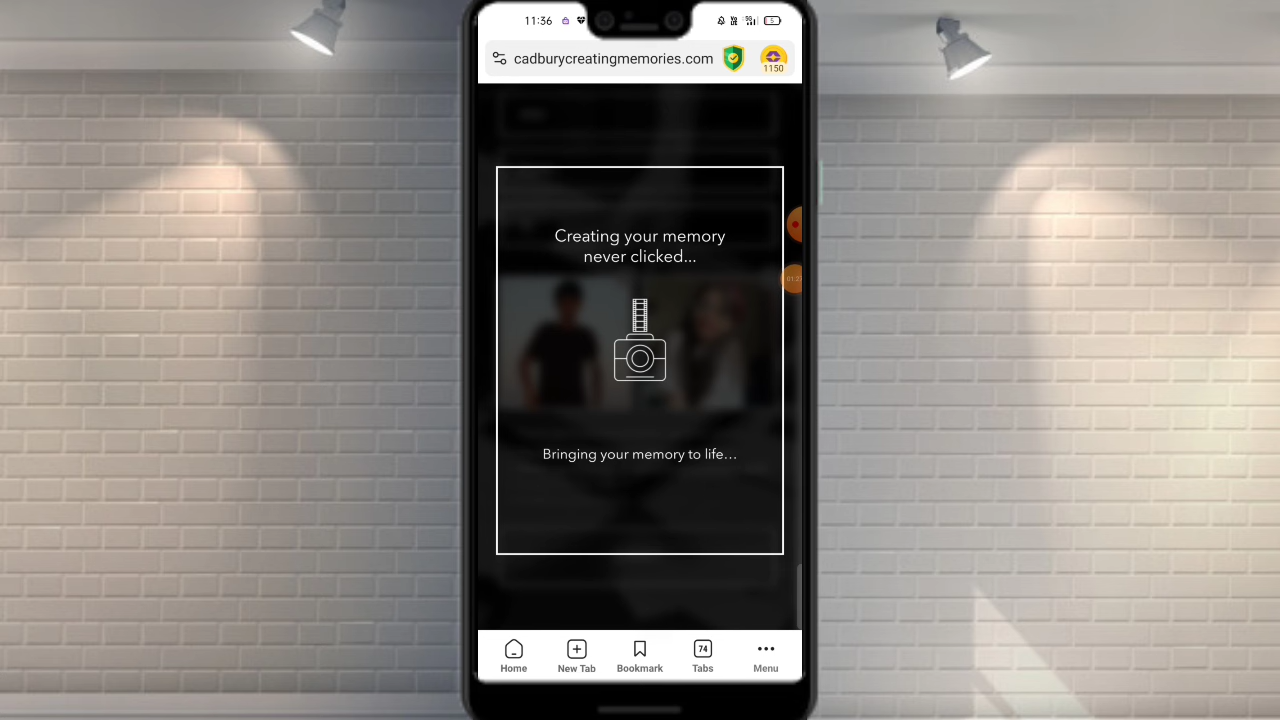 11:36
5
cadburycreatingmemories.com
1150
Creating your memory
never clicked...
Bringing your memory to life...
Home
New Tab
Bookmark
74
Tabs
Menu